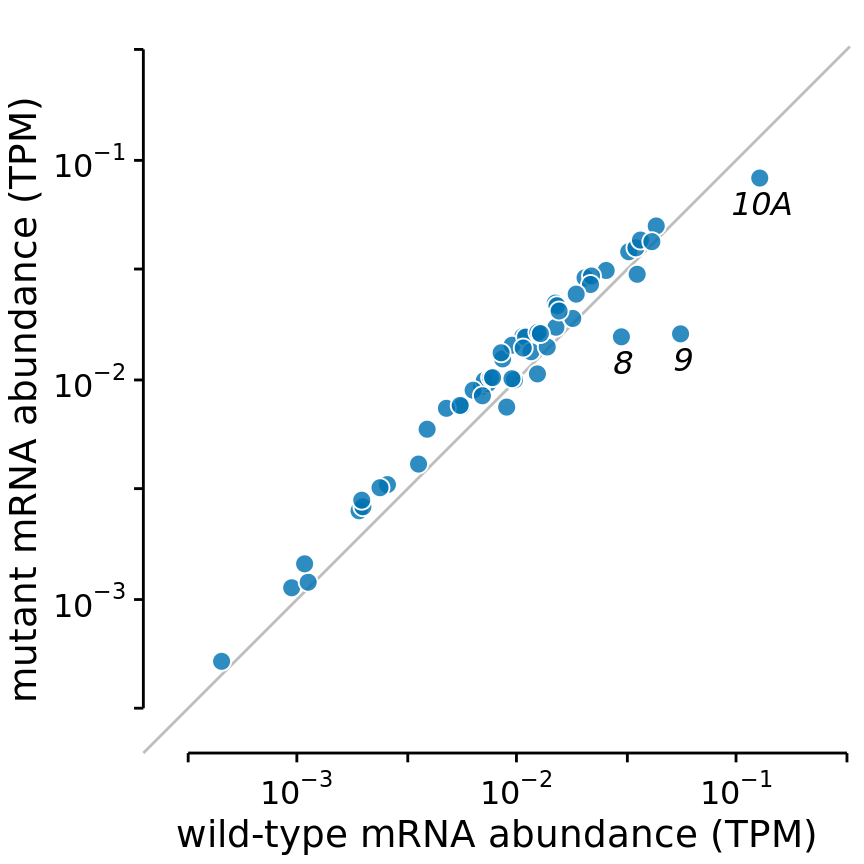 mutant mRNA abundance (TPM)
10⁻¹
10⁻²
10⁻³
10A
8
9
10⁻³ 10⁻² 10⁻¹
wild-type mRNA abundance (TPM)